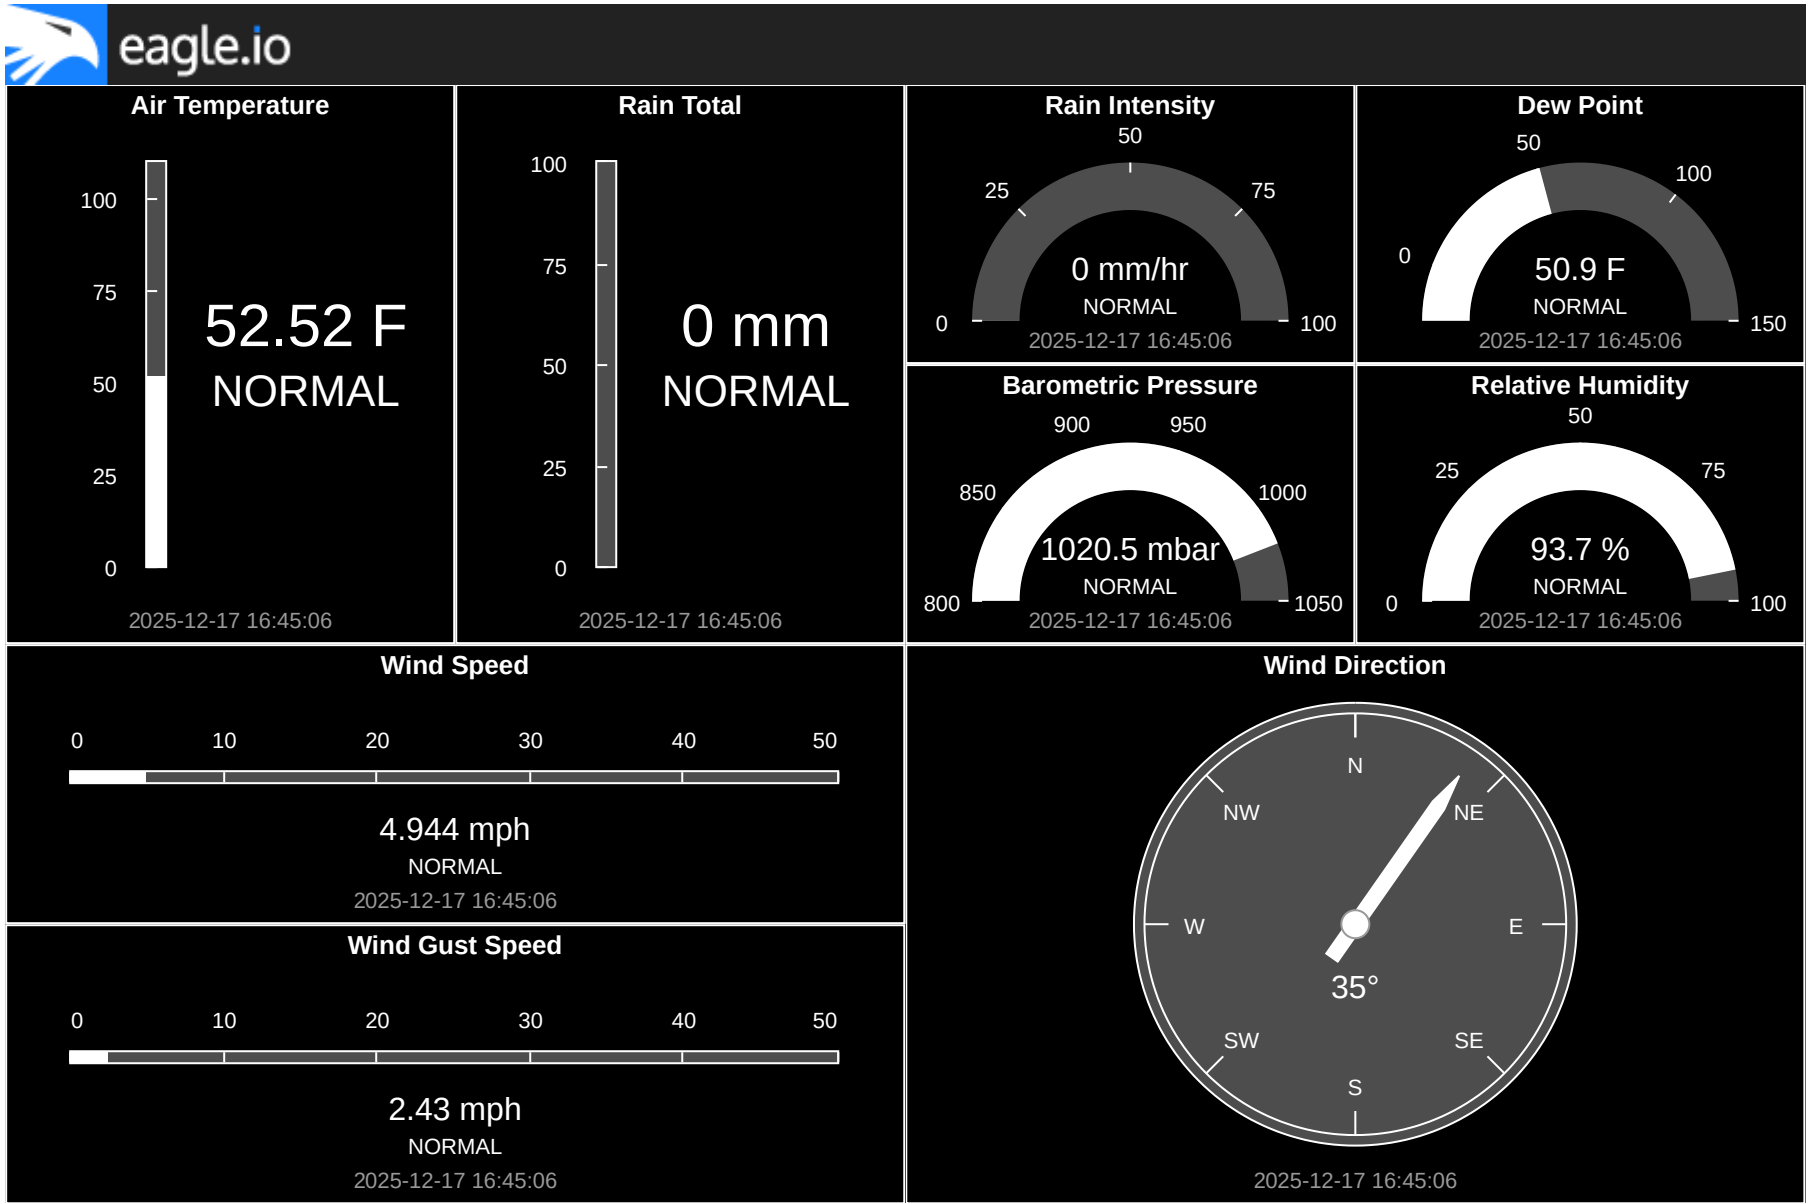 eagle.io
Air Temperature
100
75
50
25
0
52.52 F
NORMAL
2025-12-17 16:45:06
Rain Total
100
75
50
25
0
0 mm
NORMAL
2025-12-17 16:45:06
Rain Intensity
50
25
75
0
100
0 mm/hr
NORMAL
2025-12-17 16:45:06
Dew Point
50
100
0
150
50.9 F
NORMAL
2025-12-17 16:45:06
Barometric Pressure
900
950
850
1000
800
1050
1020.5 mbar
NORMAL
2025-12-17 16:45:06
Relative Humidity
50
25
75
0
100
93.7 %
NORMAL
2025-12-17 16:45:06
Wind Speed
0 10 20 30 40 50
4.944 mph
NORMAL
2025-12-17 16:45:06
Wind Gust Speed
0 10 20 30 40 50
2.43 mph
NORMAL
2025-12-17 16:45:06
Wind Direction
N
NW
NE
W
E
35°
SW
SE
S
2025-12-17 16:45:06